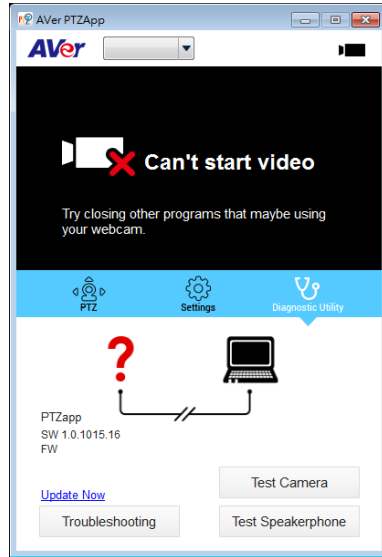 AVer PTZApp
AVer
Can't start video
Try closing other programs that maybe using
your webcam.
PTZ
Settings
Diagnostic Utility
?
PTZapp
SW 1.0.1015.16
FW
Update Now
Test Camera
Troubleshooting
Test Speakerphone